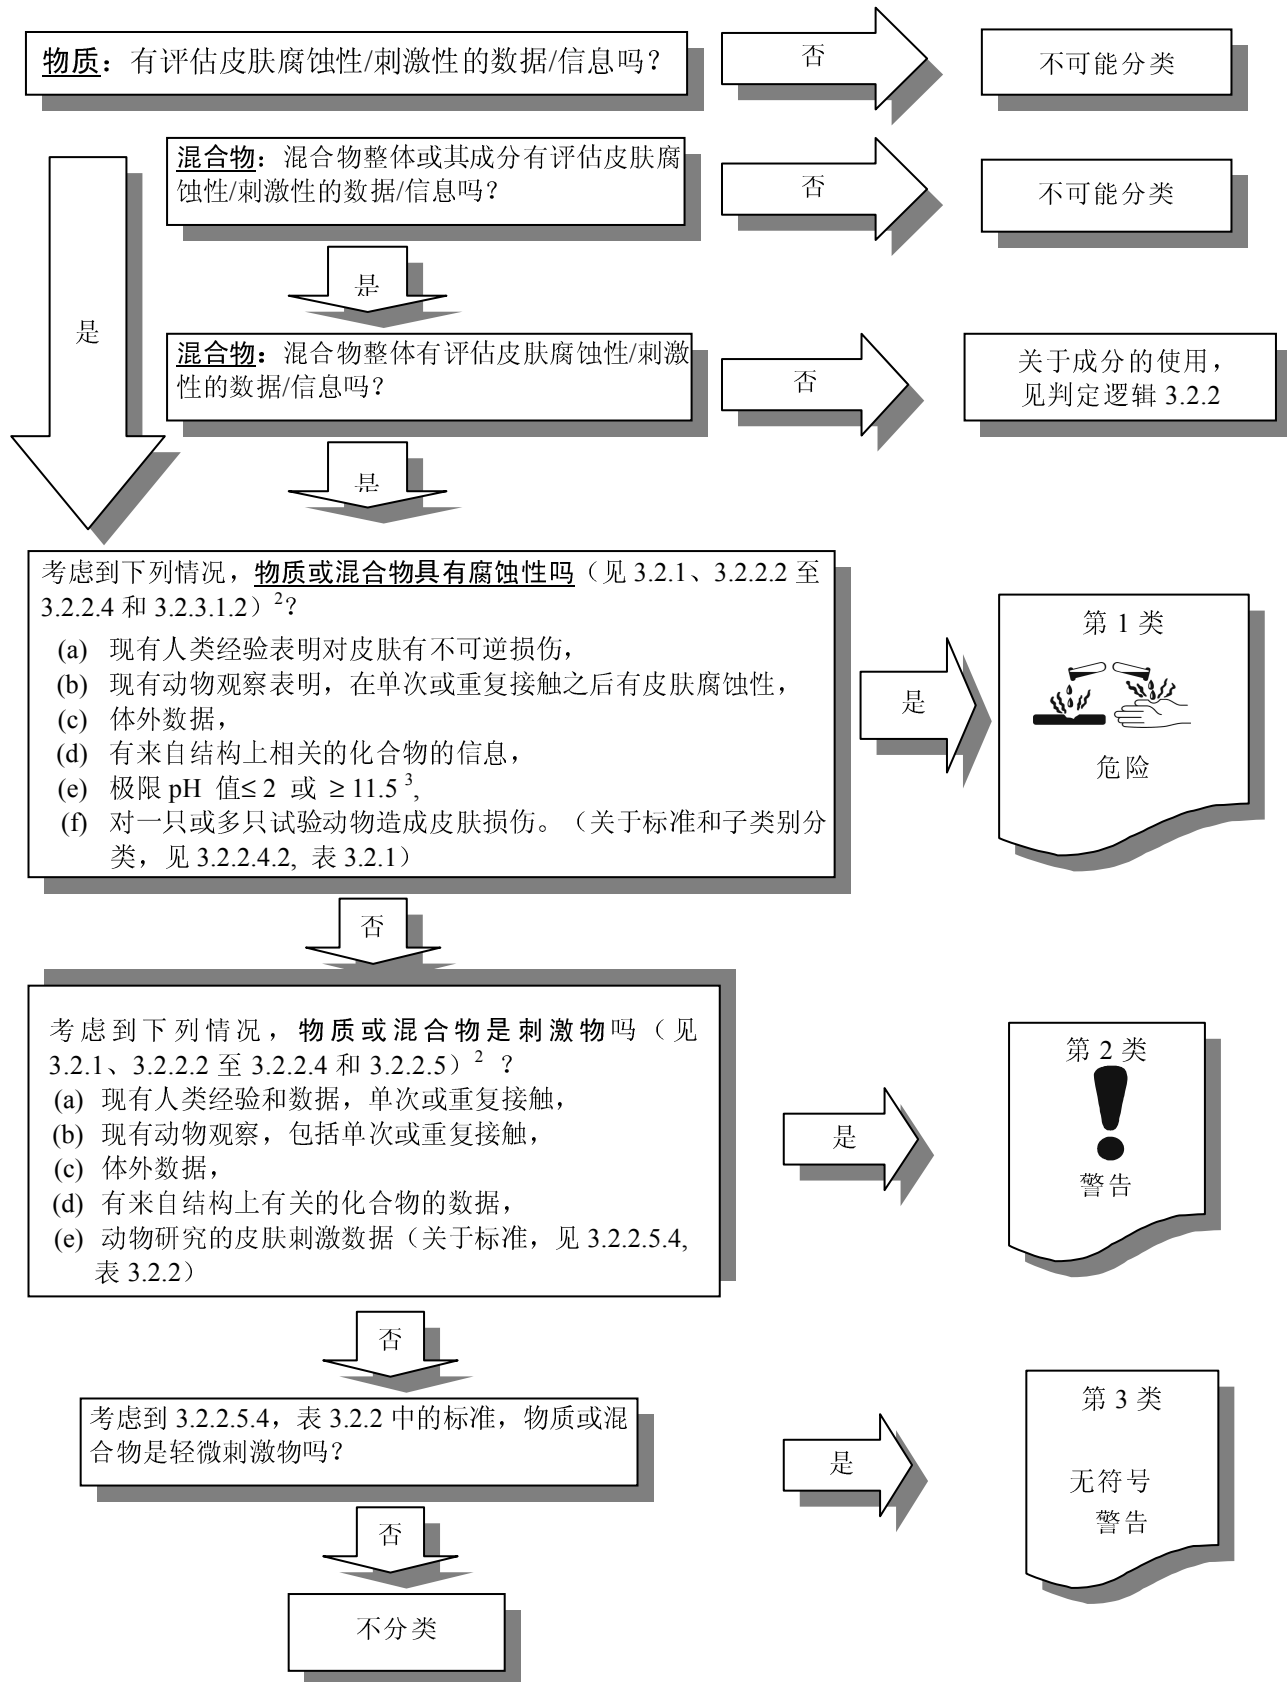 物质：有评估皮肤腐蚀性/刺激性的数据/信息吗？
否
不可能分类
混合物：混合物整体或其成分有评估皮肤腐
蚀性/刺激性的数据/信息吗？
否
不可能分类
是
是
混合物：混合物整体有评估皮肤腐蚀性/刺激
性的数据/信息吗？
否
关于成分的使用，
见判定逻辑 3.2.2
是
考虑到下列情况，物质或混合物具有腐蚀性吗（见 3.2.1、3.2.2.2 至
3.2.2.4 和 3.2.3.1.2）2？
(a) 现有人类经验表明对皮肤有不可逆损伤，
(b) 现有动物观察表明，在单次或重复接触之后有皮肤腐蚀性，
(c) 体外数据，
(d) 有来自结构上相关的化合物的信息，
(e) 极限 pH 值≤ 2 或 ≥ 11.5 3,
(f) 对一只或多只试验动物造成皮肤损伤。（关于标准和子类别分
类，见 3.2.2.4.2, 表 3.2.1）
是
第 1 类
危险
否
考虑到下列情况，物质或混合物是刺激物吗（见
3.2.1、3.2.2.2 至 3.2.2.4 和 3.2.2.5）2 ？
(a) 现有人类经验和数据，单次或重复接触，
(b) 现有动物观察，包括单次或重复接触，
(c) 体外数据，
(d) 有来自结构上有关的化合物的数据，
(e) 动物研究的皮肤刺激数据（关于标准，见 3.2.2.5.4,
表 3.2.2）
是
第 2 类
警告
否
考虑到 3.2.2.5.4，表 3.2.2 中的标准，物质或混
合物是轻微刺激物吗？
是
第 3 类
无符号
警告
否
不分类